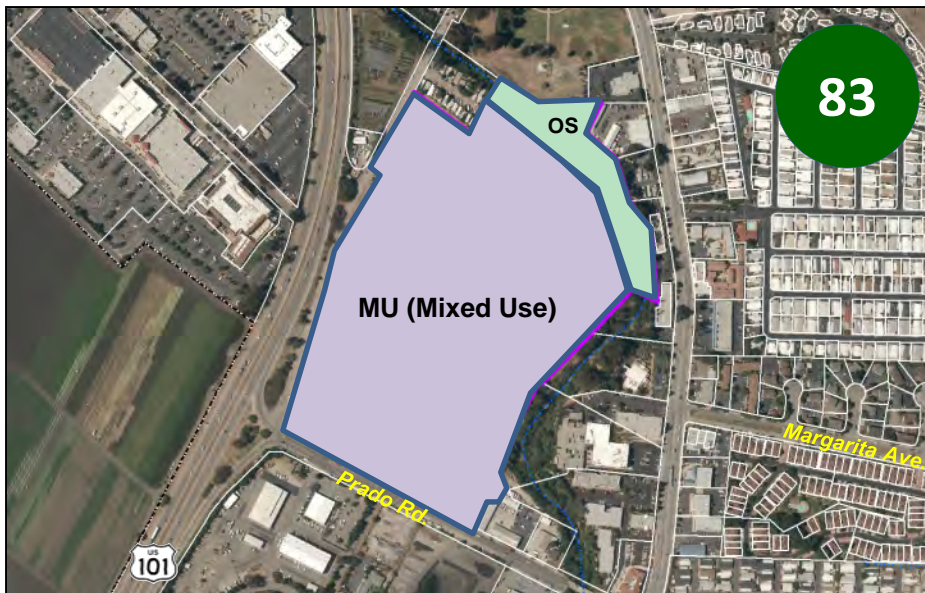 83
OS
MU (Mixed Use)
Margarita Ave.
Prado Rd.
US
101